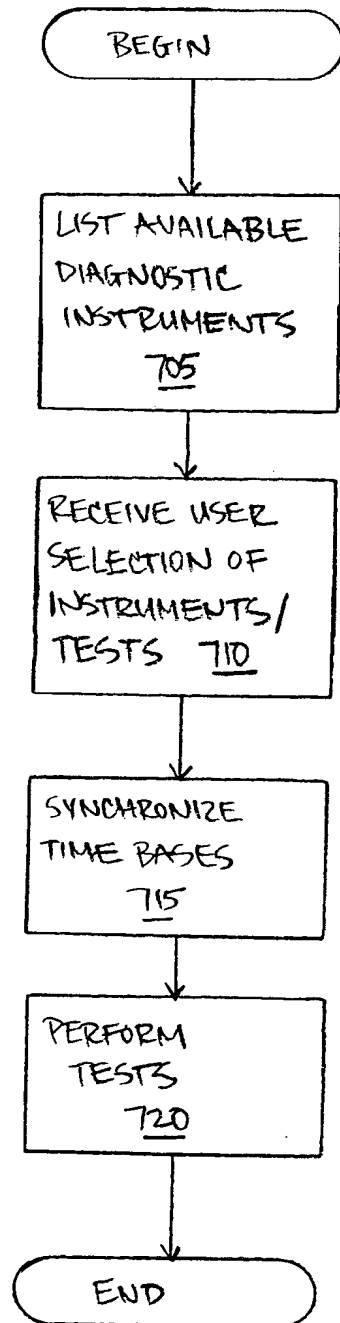 BEGIN
LIST AVAILABLE
DIAGNOSTIC
INSTRUMENTS
705
RECEIVE USER
SELECTION OF
INSTRUMENTS/
TESTS 710
SYNCHRONIZE
TIME BASES
715
PERFORM
TESTS
720
END